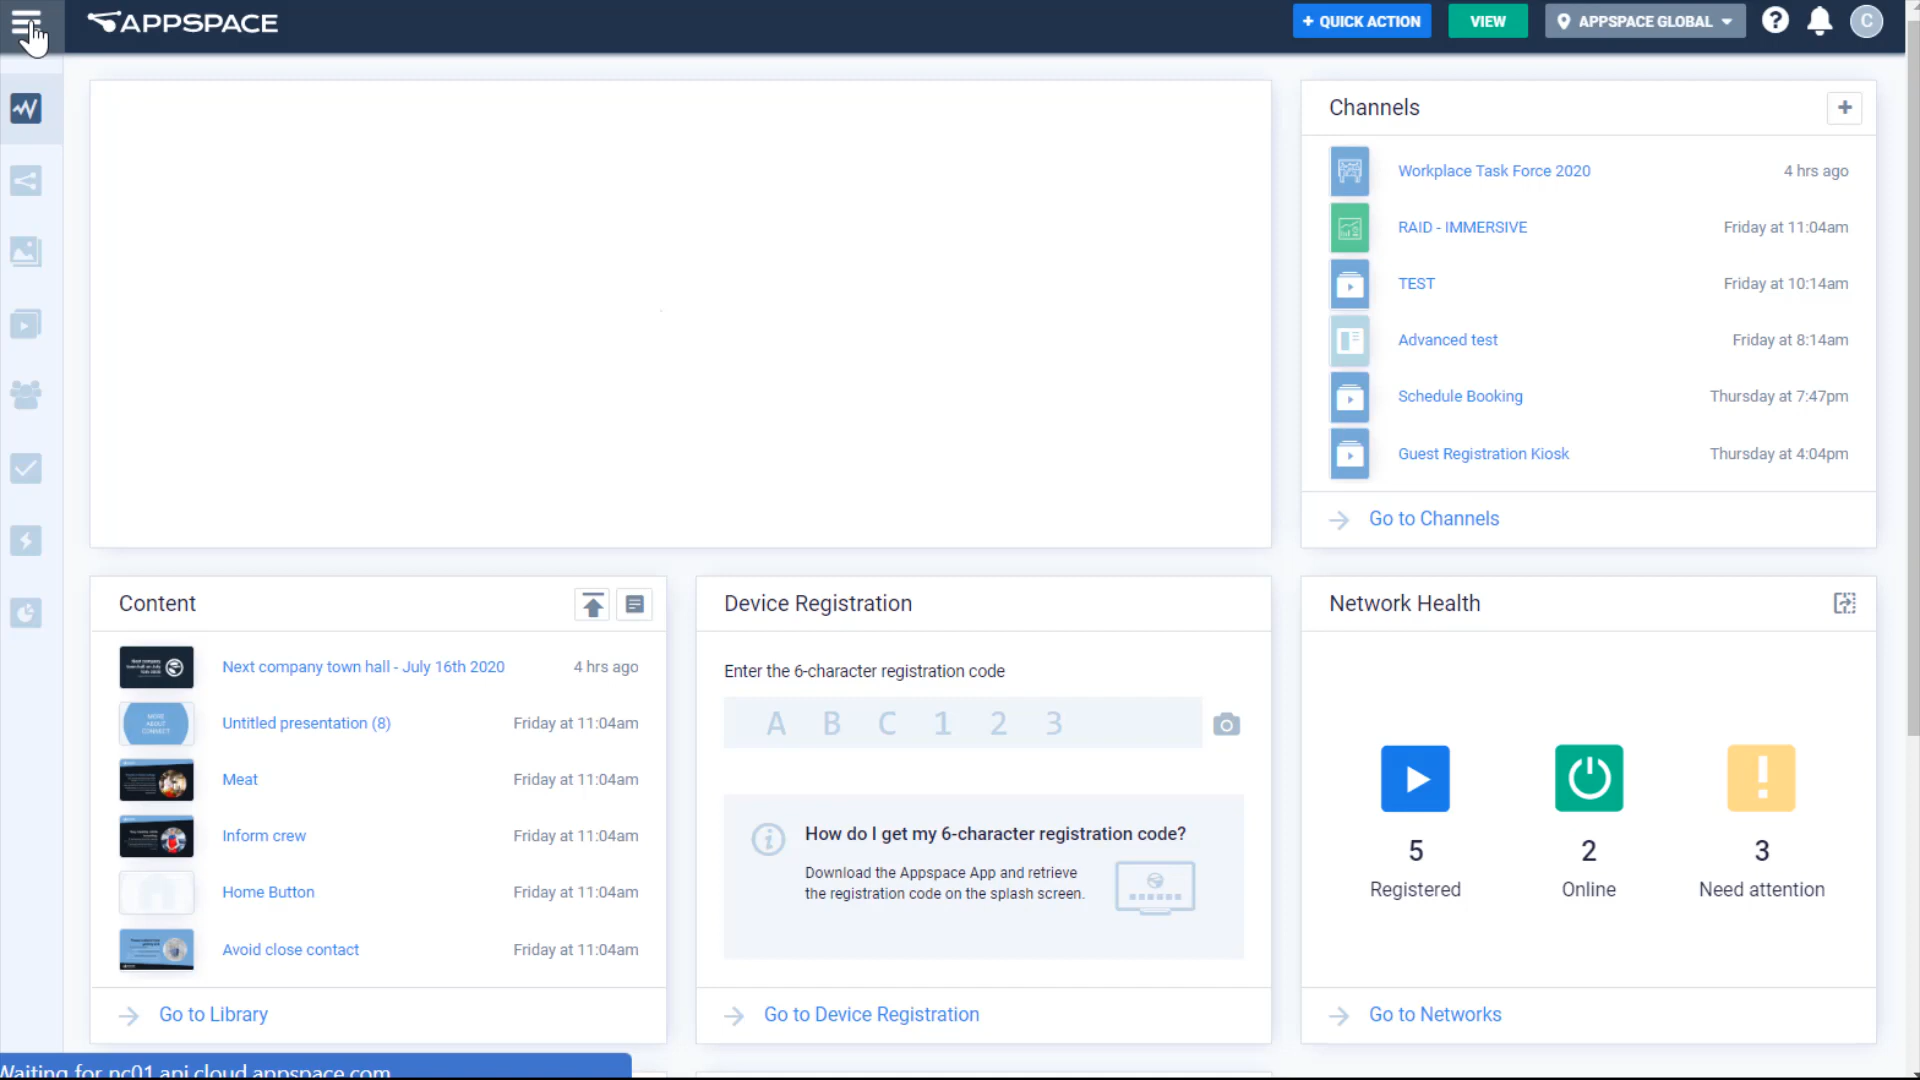 APPSPACE
+ QUICK ACTION
VIEW
APPSPACE GLOBAL
?
C
Channels
+
Workplace Task Force 2020
4 hrs ago
RAID - IMMERSIVE
Friday at 11:04am
TEST
Friday at 10:14am
Advanced test
Friday at 8:14am
Schedule Booking
Thursday at 7:47pm
Guest Registration Kiosk
Thursday at 4:04pm
Go to Channels
Content
Next company town hall - July 16th 2020
4 hrs ago
Untitled presentation (8)
Friday at 11:04am
MORE
ABOUT
CONNECT
Meat
Friday at 11:04am
Inform crew
Friday at 11:04am
Home Button
Friday at 11:04am
Avoid close contact
Friday at 11:04am
Go to Library
Device Registration
Enter the 6-character registration code
A B C 1 2 3
How do I get my 6-character registration code?
Download the Appspace App and retrieve
the registration code on the splash screen.
Go to Device Registration
Network Health
5
Registered
2
Online
3
Need attention
Go to Networks
Waiting for nc01.api.cloud.appspace.com